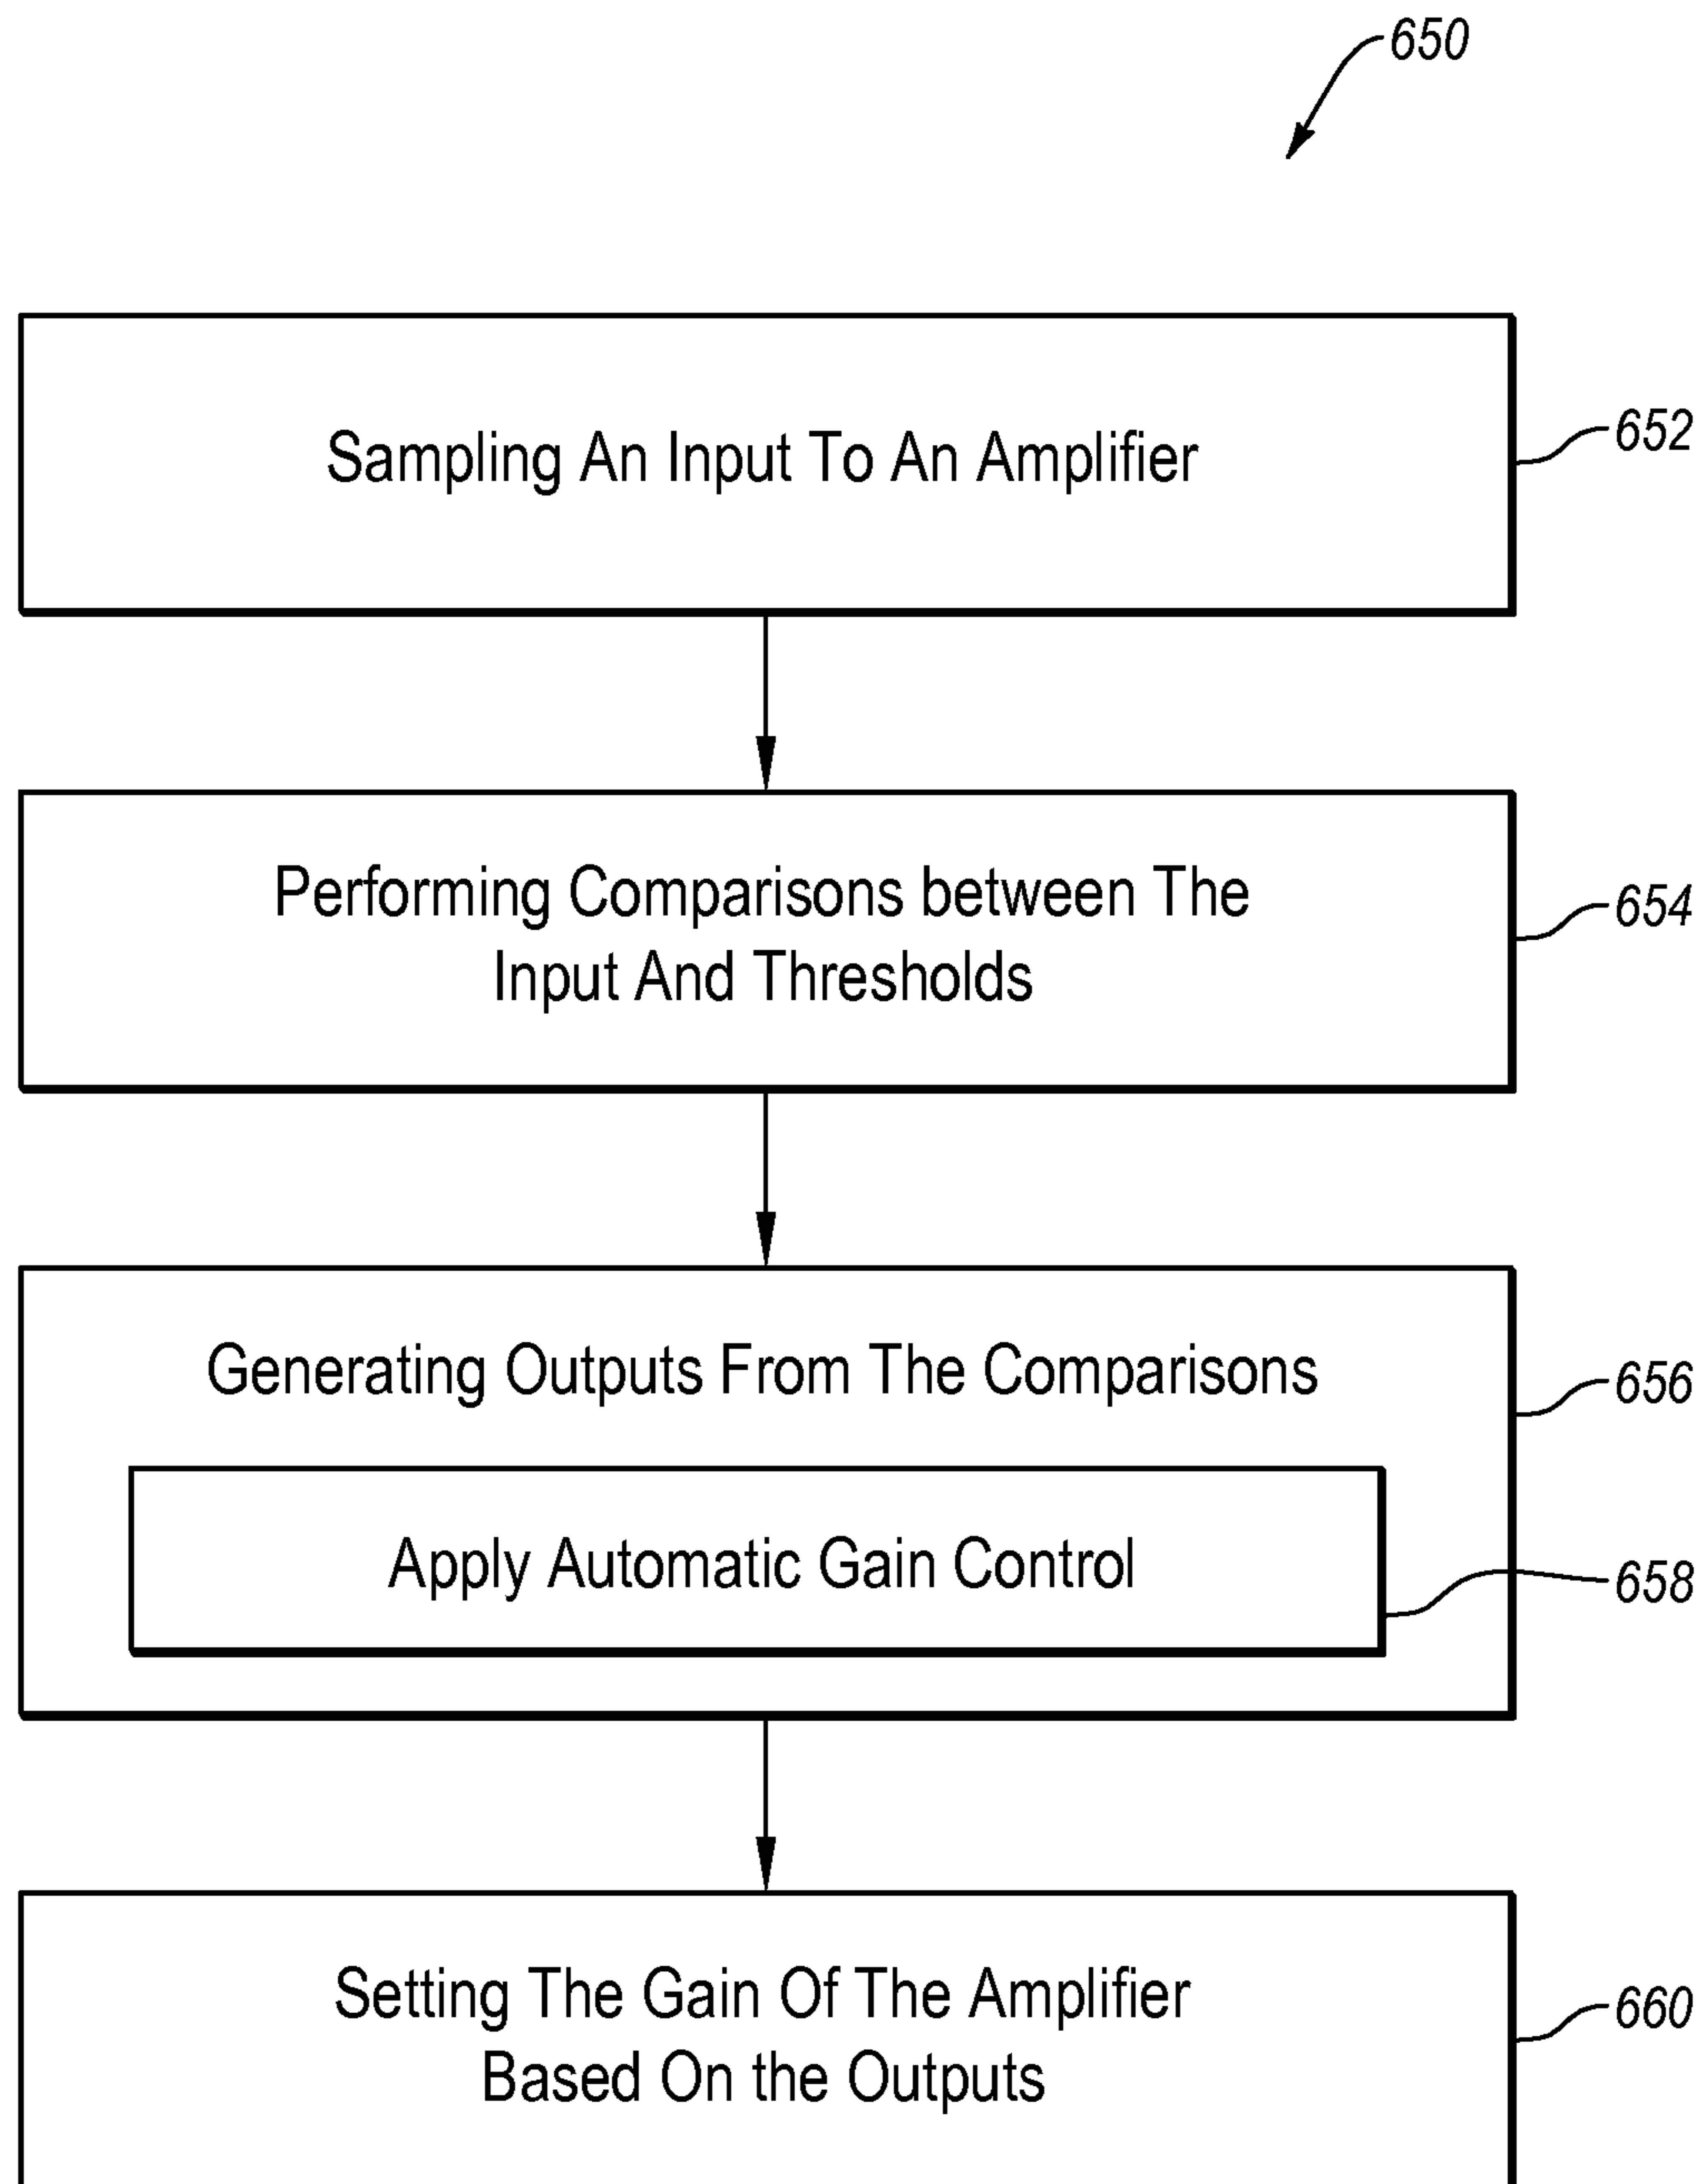 650
Sampling An Input To An Amplifier
652
Performing Comparisons between The
Input And Thresholds
654
Generating Outputs From The Comparisons
656
Apply Automatic Gain Control
658
Setting The Gain Of The Amplifier
Based On the Outputs
660